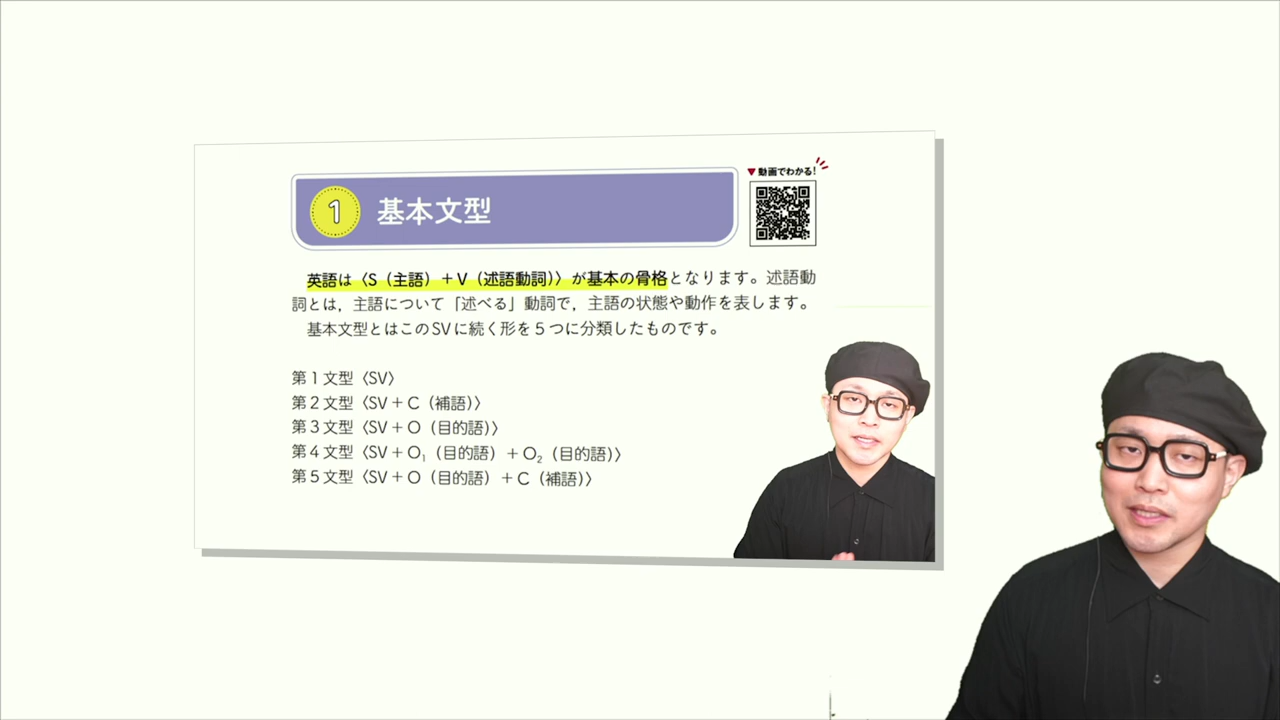 ▼動画でわかる!
1 基本文型
英語は〈S（主語）＋V（述語動詞）〉が基本の骨格となります。述語動
詞とは，主語について「述べる」動詞で，主語の状態や動作を表します。
基本文型とはこのSVに続く形を５つに分類したものです。
第１文型〈SV〉
第２文型〈SV＋C（補語）〉
第３文型〈SV＋O（目的語）〉
第４文型〈SV＋O₁（目的語）＋O₂（目的語）〉
第５文型〈SV＋O（目的語）＋C（補語）〉